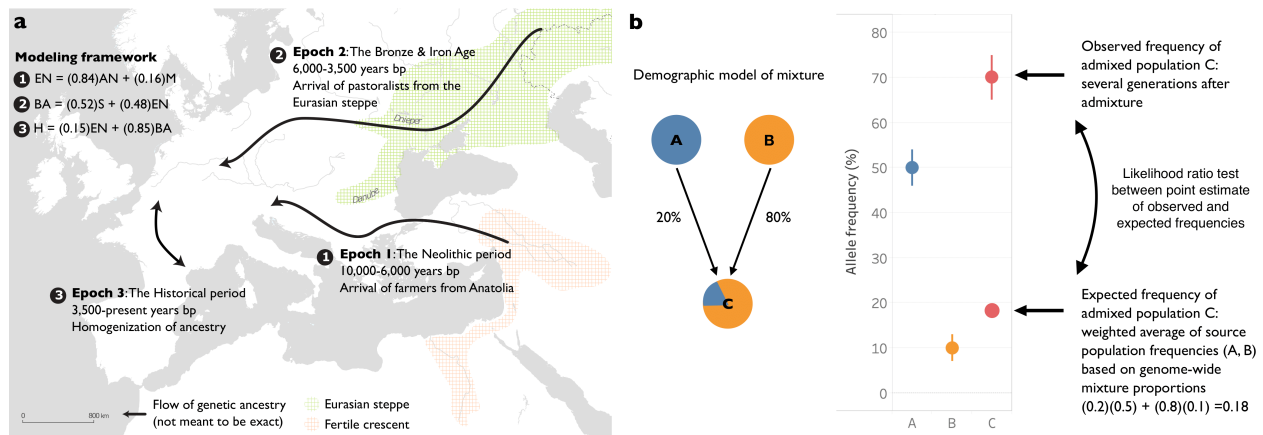 a
Modeling framework
1 EN = (0.84)AN + (0.16)M
2 BA = (0.52)S + (0.48)EN
3 H = (0.15)EN + (0.85)BA
2 Epoch 2: The Bronze & Iron Age
6,000-3,500 years bp
Arrival of pastoralists from the
Eurasian steppe
Dnieper
Danube
1 Epoch 1: The Neolithic period
10,000-6,000 years bp
Arrival of farmers from Anatolia
3 Epoch 3: The Historical period
3,500-present years bp
Homogenization of ancestry
0 800 km
Flow of genetic ancestry
(not meant to be exact)
Eurasian steppe
Fertile crescent
b
Demographic model of mixture
A B
20% 80%
C
Allele frequency (%)
80
70
60
50
40
30
20
10
0
A B C
Observed frequency of
admixed population C:
several generations after
admixture
Likelihood ratio test
between point estimate
of observed and
expected frequencies
Expected frequency of
admixed population C:
weighted average of source
population frequencies (A, B)
based on genome-wide
mixture proportions
(0.2)(0.5) + (0.8)(0.1) =0.18